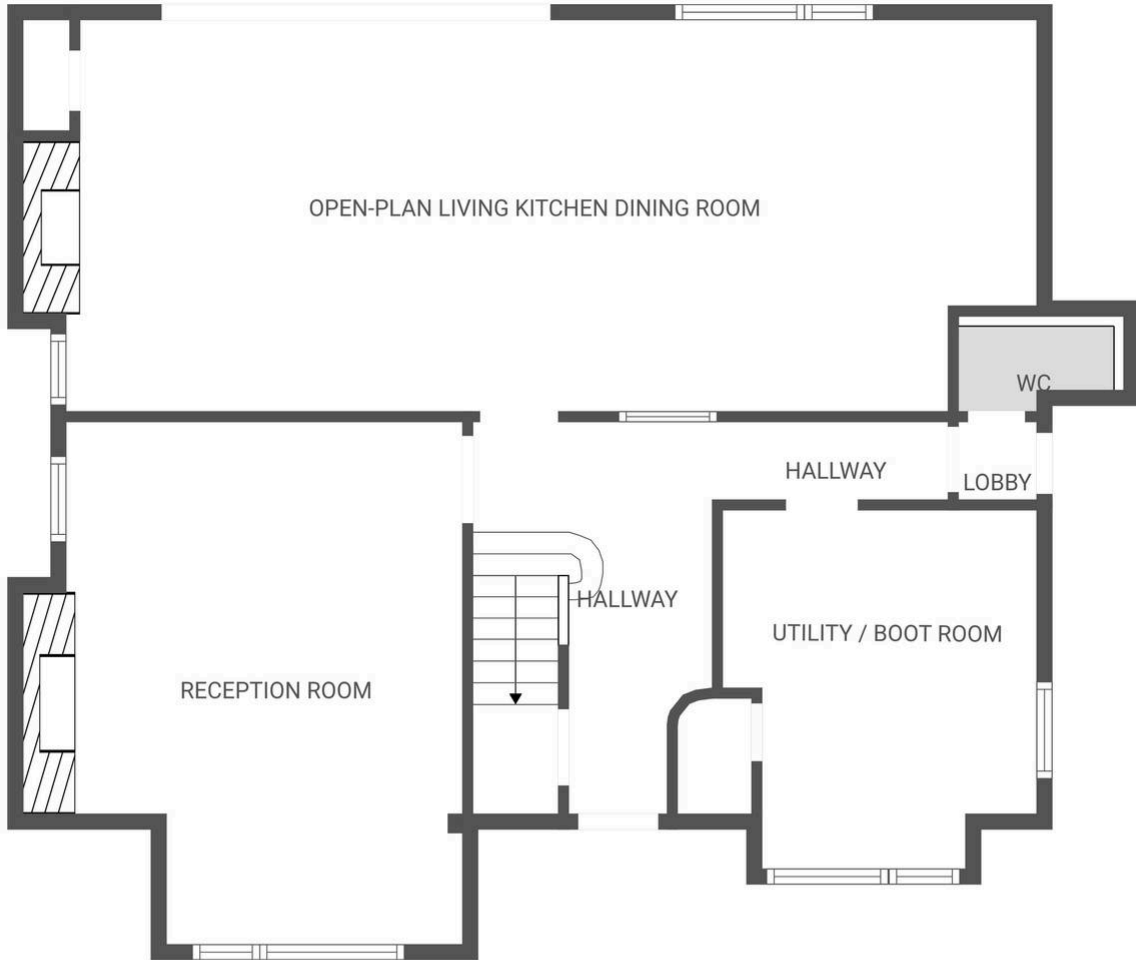 OPEN-PLAN LIVING KITCHEN DINING ROOM
WC
HALLWAY
LOBBY
HALLWAY
UTILITY / BOOT ROOM
RECEPTION ROOM